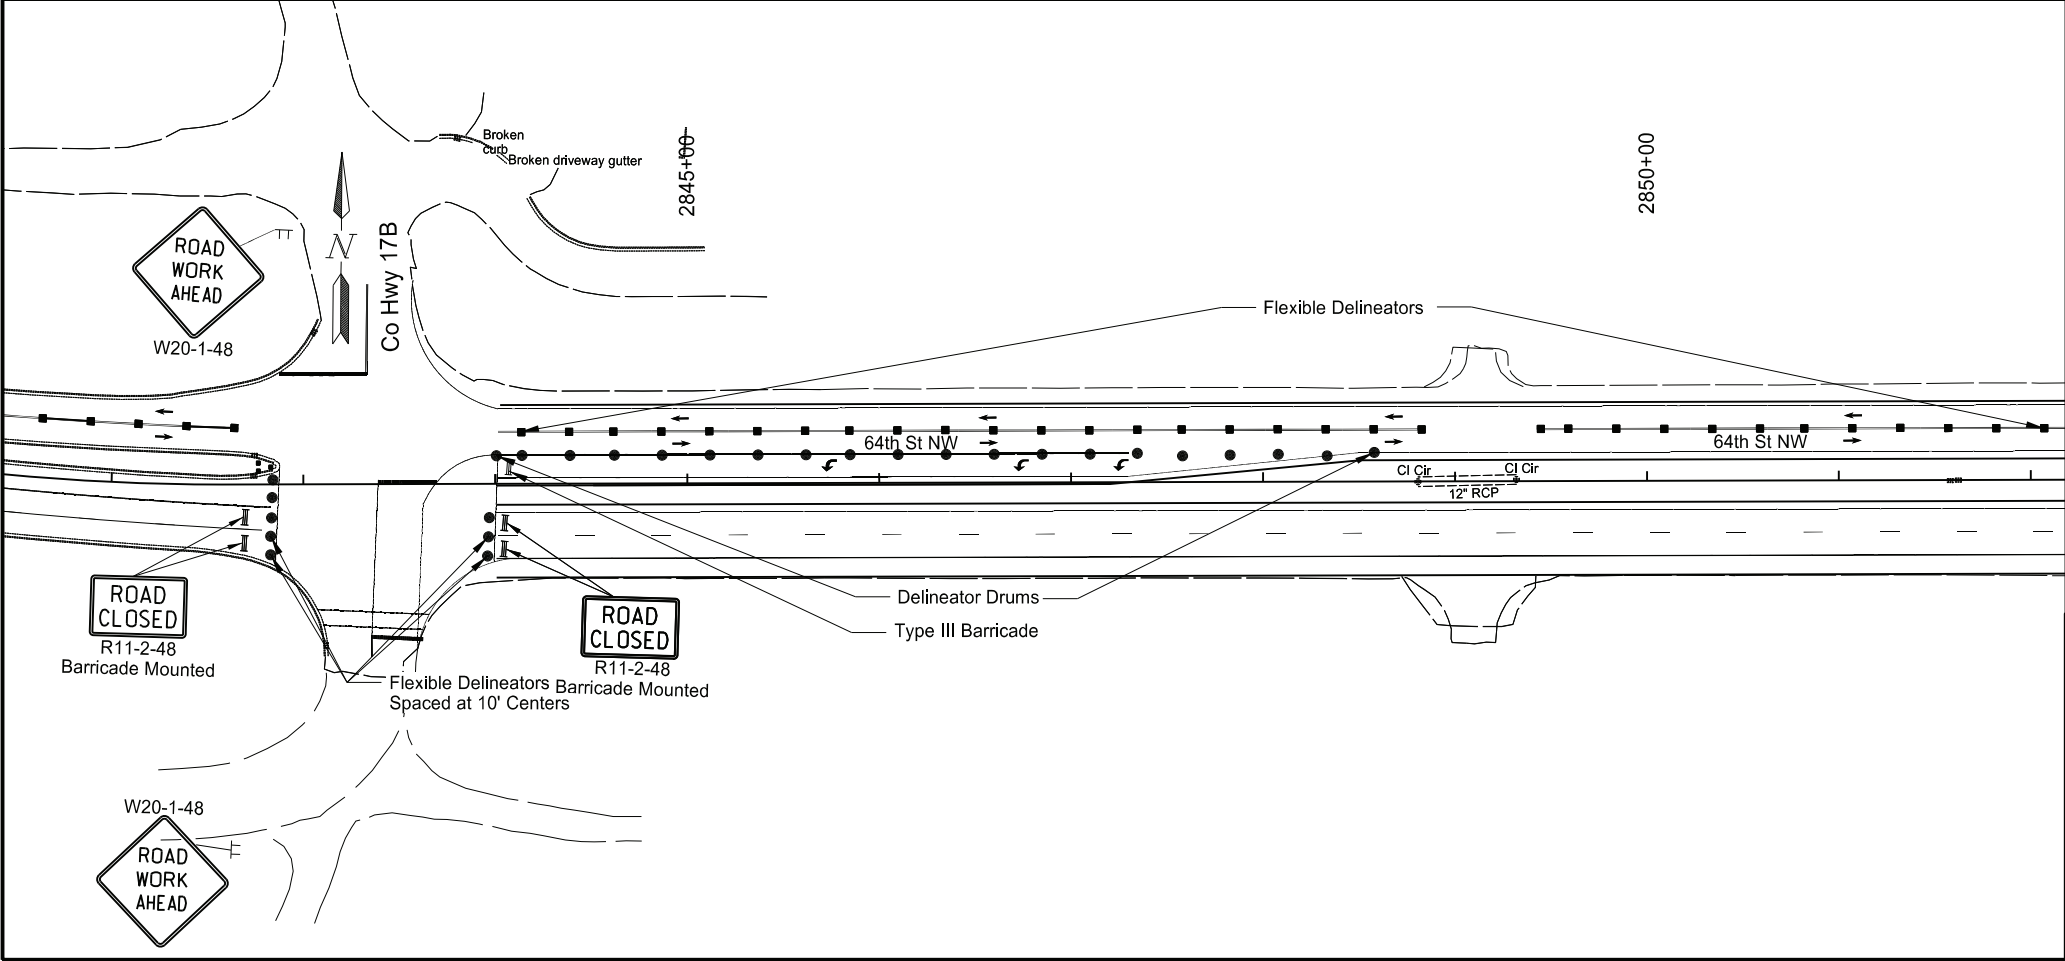 Broken
curb
Broken driveway gutter
2845+00
2850+00
ROAD
WORK
AHEAD
W20-1-48
N
Co Hwy 17B
Flexible Delineators
64th St NW
64th St NW
CI Cir
CI Cir
12" RCP
ROAD
CLOSED
R11-2-48
Barricade Mounted
ROAD
CLOSED
R11-2-48
Barricade Mounted
Delineator Drums
Type III Barricade
Flexible Delineators
Spaced at 10' Centers
W20-1-48
ROAD
WORK
AHEAD